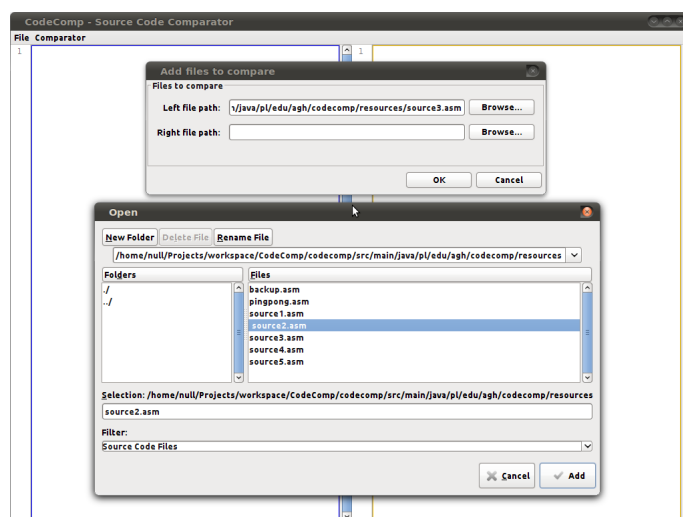 CodeComp - Source Code Comparator
File Comparator
1
1
Add files to compare
Files to compare
Left file path: ı/java/pl/edu/agh/codecomp/resources/source3.asm Browse...
Right file path: Browse...
OK Cancel
Open
New Folder Delete File Rename File
/home/null/Projects/workspace/CodeComp/codecomp/src/main/java/pl/edu/agh/codecomp/resources
Folders Files
./ backup.asm
../ pingpong.asm
source1.asm
source2.asm
source3.asm
source4.asm
source5.asm
Selection: /home/null/Projects/workspace/CodeComp/codecomp/src/main/java/pl/edu/agh/codecomp/resources
source2.asm
Filter:
Source Code Files
Cancel Add